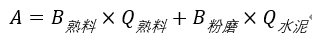 A = B熟料 × Q熟料 + B粉磨 × Q水泥